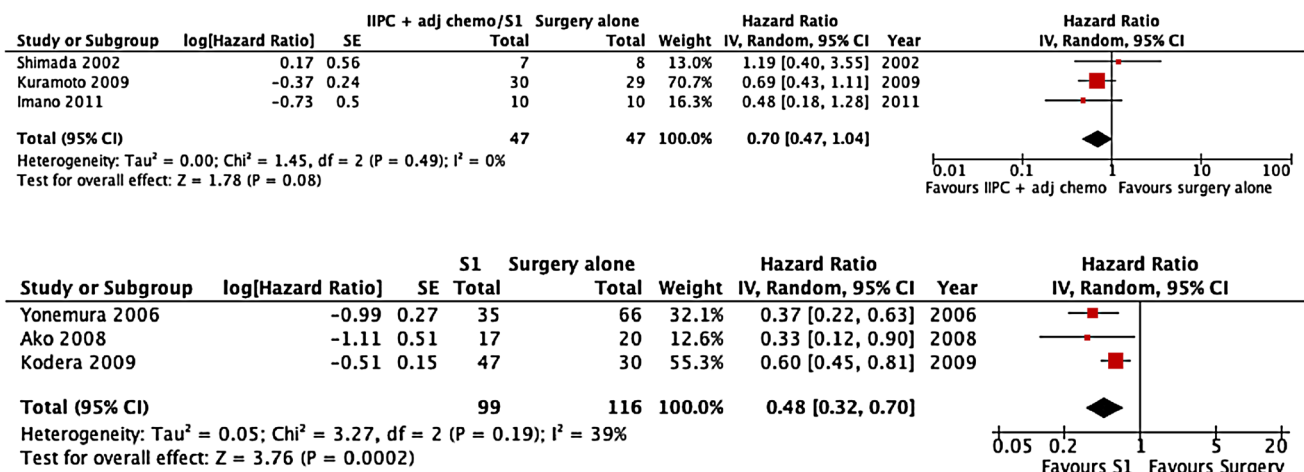 IIPC + adj chemo/S1 Surgery alone Hazard Ratio Hazard Ratio
Study or Subgroup log[Hazard Ratio] SE Total Total Weight IV, Random, 95% CI Year IV, Random, 95% CI
Shimada 2002 0.17 0.56 7 8 13.0% 1.19 [0.40, 3.55] 2002
Kuramoto 2009 -0.37 0.24 30 29 70.7% 0.69 [0.43, 1.11] 2009
Imano 2011 -0.73 0.5 10 10 16.3% 0.48 [0.18, 1.28] 2011
Total (95% CI) 47 47 100.0% 0.70 [0.47, 1.04]
Heterogeneity: Tau² = 0.00; Chi² = 1.45, df = 2 (P = 0.49); I² = 0%
Test for overall effect: Z = 1.78 (P = 0.08)
0.01 0.1 1 10 100
Favours IIPC + adj chemo Favours surgery alone
S1 Surgery alone Hazard Ratio Hazard Ratio
Study or Subgroup log[Hazard Ratio] SE Total Total Weight IV, Random, 95% CI Year IV, Random, 95% CI
Yonemura 2006 -0.99 0.27 35 66 32.1% 0.37 [0.22, 0.63] 2006
Ako 2008 -1.11 0.51 17 20 12.6% 0.33 [0.12, 0.90] 2008
Kodera 2009 -0.51 0.15 47 30 55.3% 0.60 [0.45, 0.81] 2009
Total (95% CI) 99 116 100.0% 0.48 [0.32, 0.70]
Heterogeneity: Tau² = 0.05; Chi² = 3.27, df = 2 (P = 0.19); I² = 39%
Test for overall effect: Z = 3.76 (P = 0.0002)
0.05 0.2 1 5 20
Favours S1 Favours Surgery